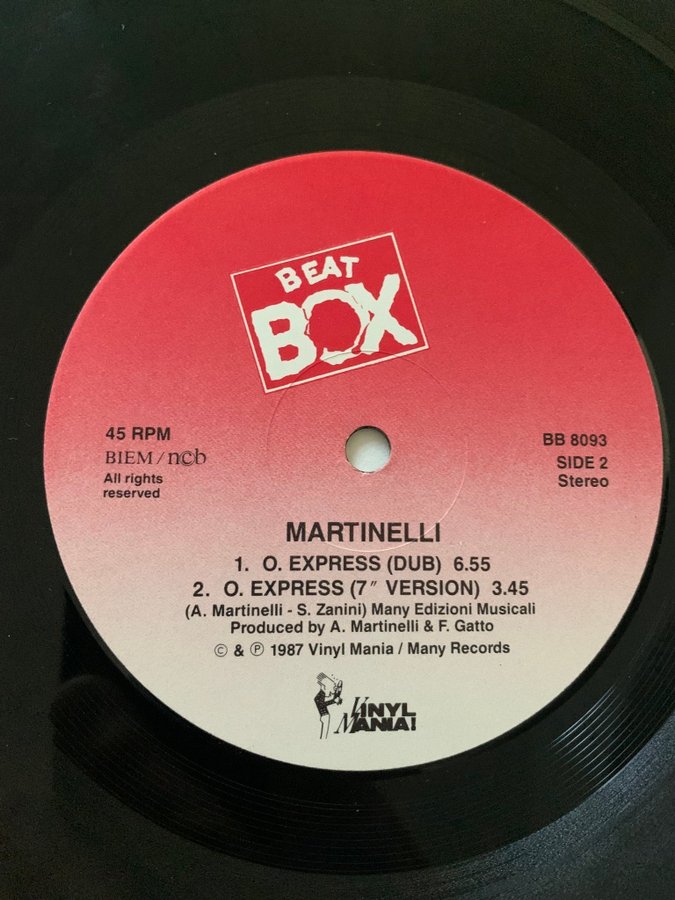 BEAT
BOX
45 RPM
BIEM/ncb
All rights
reserved
BB 8093
SIDE 2
Stereo
MARTINELLI
1. O. EXPRESS (DUB) 6.55
2. O. EXPRESS (7″ VERSION) 3.45
(A. Martinelli - S. Zanini) Many Edizioni Musicali
Produced by A. Martinelli & F. Gatto
© & ℗ 1987 Vinyl Mania / Many Records
VINYL
MANIA!